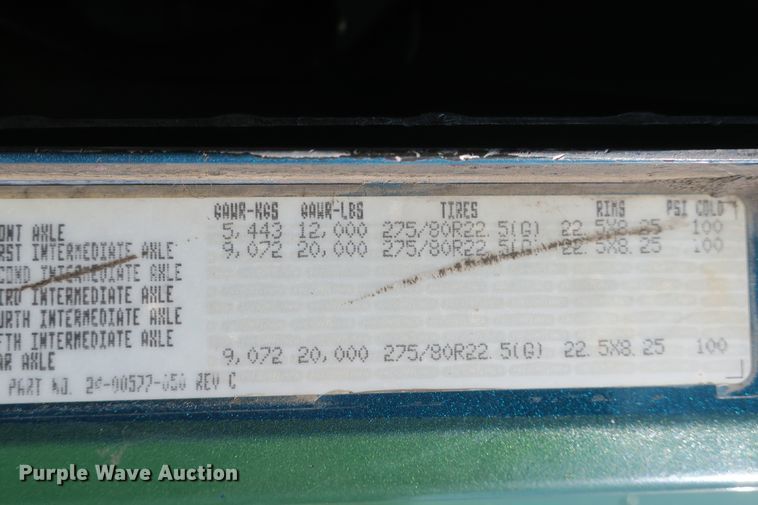 GAWR-KGS GAWR-LBS TIRES RIMS PSI COLD
ONT AXLE 5,443 12,000 275/80R22.5(G) 22.5X8.25 100
RST INTERMEDIATE AXLE 9,072 20,000 275/80R22.5(G) 22.5X8.25 100
COND INTERMEDIATE AXLE
IRD INTERMEDIATE AXLE
URTH INTERMEDIATE AXLE
FTH INTERMEDIATE AXLE
AR AXLE 9,072 20,000 275/80R22.5(G) 22.5X8.25 100
PART NO. 24-00577-050 REV C
Purple Wave Auction